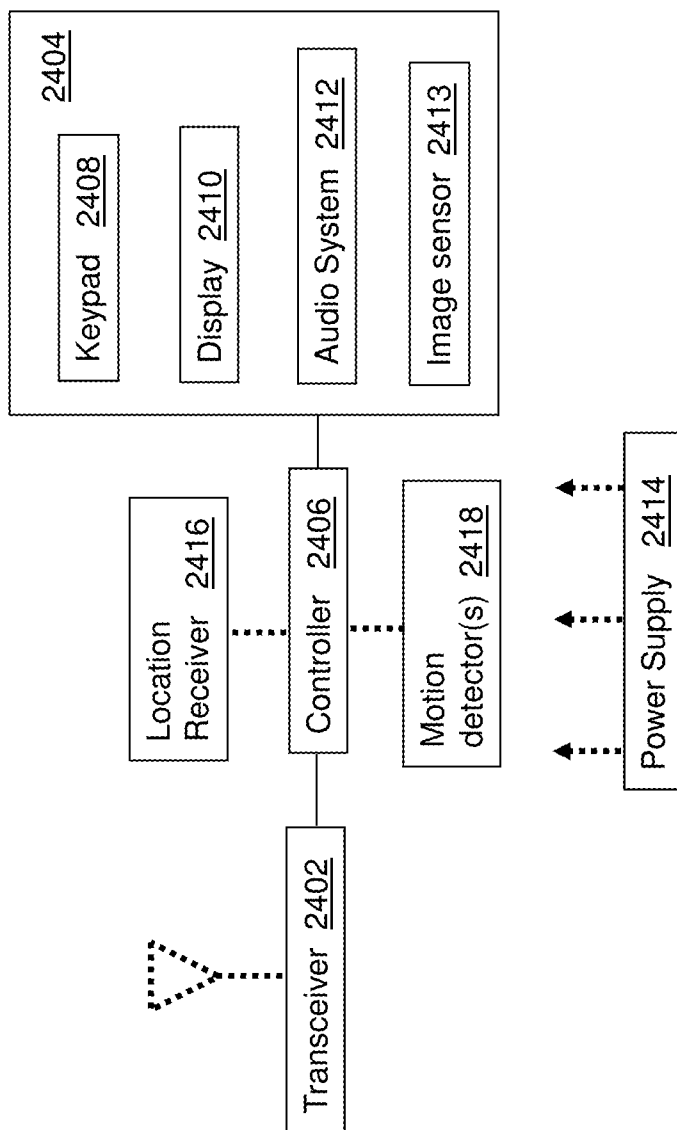 2404
Keypad 2408
Display 2410
Audio System 2412
Image sensor 2413
Location
Receiver 2416
Controller 2406
Motion
detector(s) 2418
Transceiver 2402
Power Supply 2414